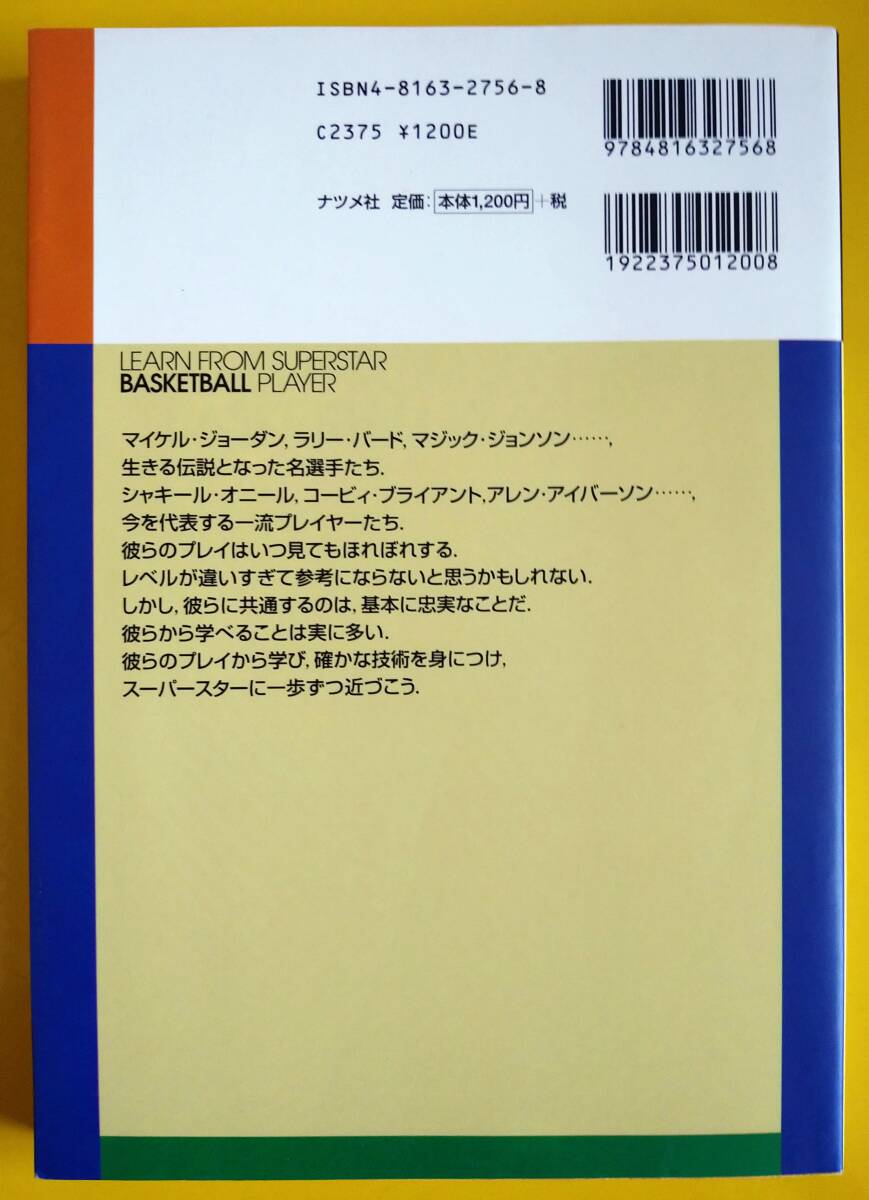 ISBN4-8163-2756-8
C2375 ¥1200E
9784816327568
ナツメ社 定価:本体1,200円+税
1922375012008
LEARN FROM SUPERSTAR
BASKETBALL PLAYER
マイケル・ジョーダン, ラリー・バード, マジック・ジョンソン……,
生きる伝説となった名選手たち.
シャキール・オニール, コービィ・ブライアント,アレン・アイバーソン……,
今を代表する一流プレイヤーたち.
彼らのプレイはいつ見てもほれぼれする.
レベルが違いすぎて参考にならないと思うかもしれない.
しかし, 彼らに共通するのは, 基本に忠実なことだ.
彼らから学べることは実に多い.
彼らのプレイから学び, 確かな技術を身につけ,
スーパースターに一歩ずつ近づこう.